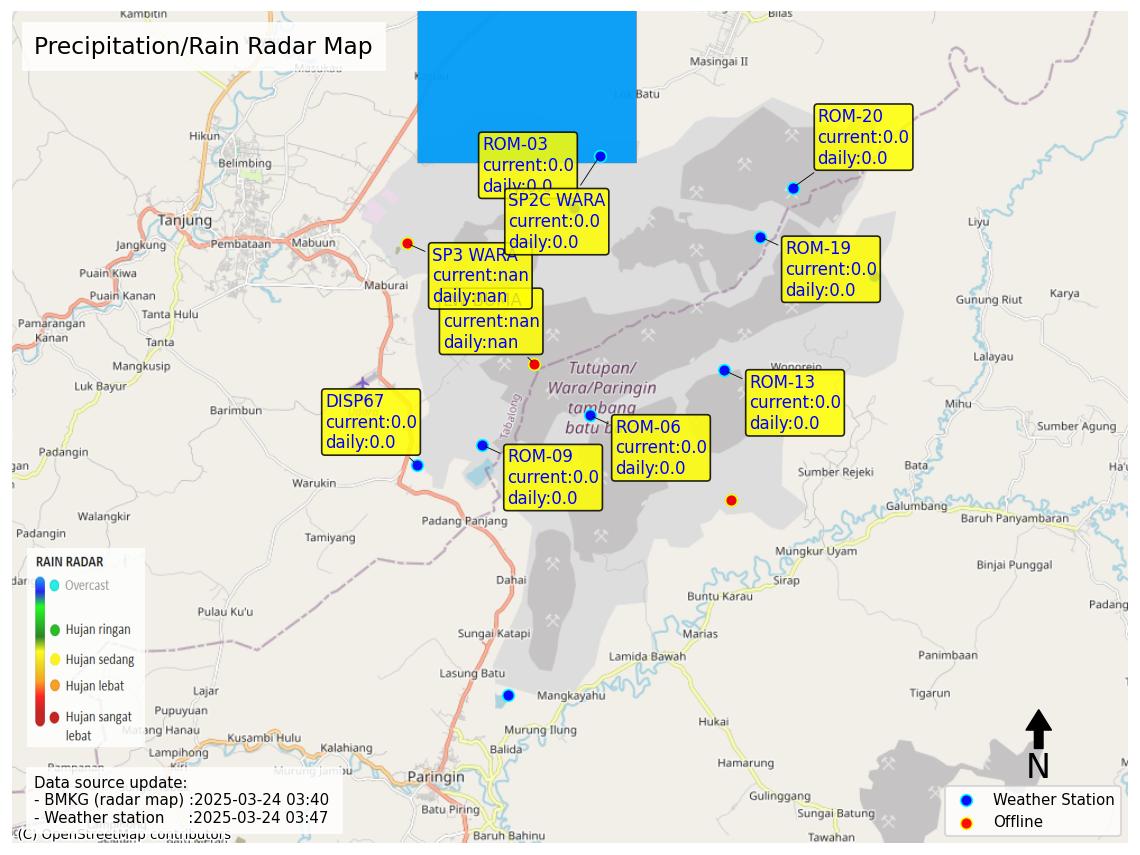 Kambitin
Bilas
Precipitation/Rain Radar Map
Masukau
Masingai II
Batu
ROM-20
current:0.0
daily:0.0
ROM-03
current:0.0
daily:0.0
Belimbing
SP2C WARA
current:0.0
daily:0.0
Tanjung
Jangkung
Pembataan
Mabuun
Liyu
ROM-19
current:0.0
daily:0.0
SP3 WARA
current:nan
daily:nan
Puain Kiwa
Maburai
Puain Kanan
Tanta Hulu
Gunung Riut
Karya
current:nan
daily:nan
Pamarangan
Kanan
Tanta
Mangkusip
Lalayau
Luk Bayur
Tutupan/
Wara/Paringin
tambang
batu b
Wonorejo
ROM-13
current:0.0
daily:0.0
DISP67
current:0.0
daily:0.0
Barimbun
Tabalong
Mihu
ROM-06
current:0.0
daily:0.0
Sumber Agung
Padangin
ROM-09
current:0.0
daily:0.0
Bata
Sumber Rejeki
Warukin
Galumbang
Walangkir
Padang Panjang
Baruh Panyambaran
Padangin
Tamiyang
Mungkur Uyam
Binjai Punggal
RAIN RADAR
Overcast
Hujan ringan
Hujan sedang
Hujan lebat
Hujan sangat
lebat
Dahai
Sirap
Buntu Karau
Padang
Pulau Ku'u
Sungai Katapi
Marias
Lamida Bawah
Panimbaan
Lasung Batu
Lajar
Mangkayahu
Tigarun
Pupuyuan
Matang Hanau
Kusambi Hulu
Murung Ilung
Hukai
Lampihong
Kalahiang
Balida
Hamarung
N
Murung Jambu
Paringin
Data source update:
- BMKG (radar map) :2025-03-24 03:40
- Weather station :2025-03-24 03:47
(C) OpenStreetMap contributors
Batu Piring
Gulinggang
Sungai Batung
Baruh Bahinu
Tawahan
Weather Station
Offline